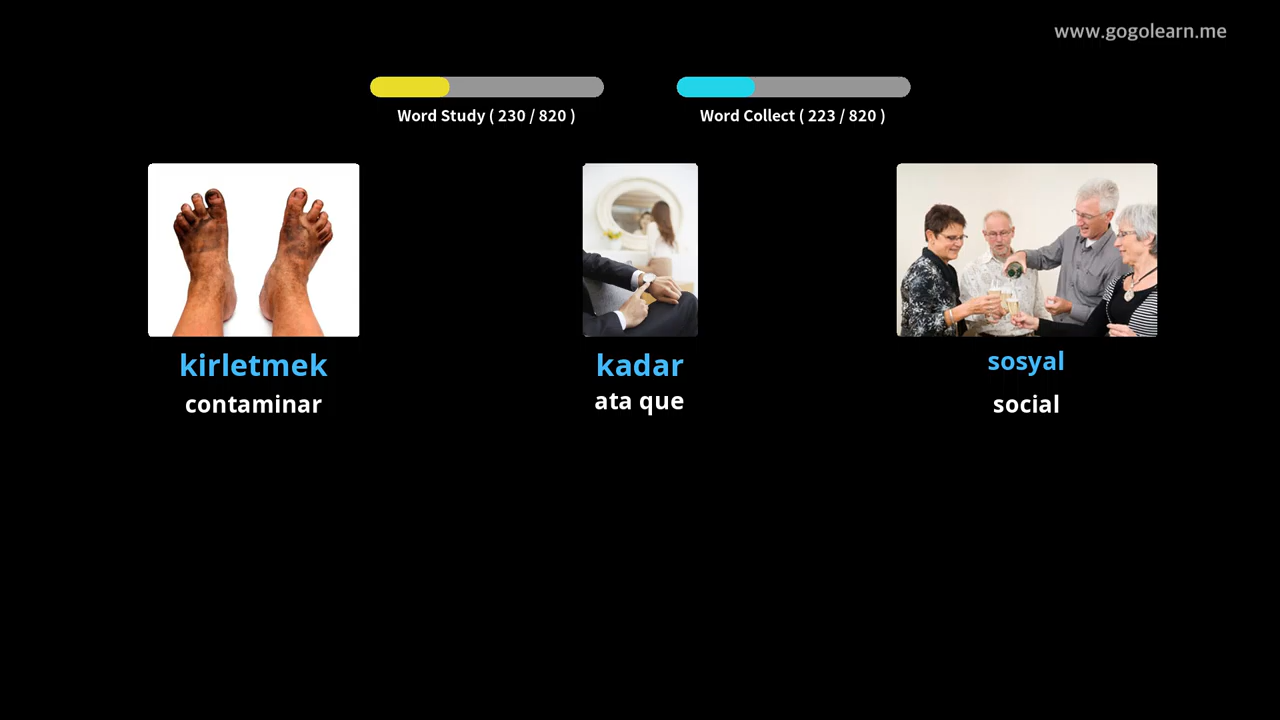 www.gogolearn.me
Word Study ( 230 / 820 )
Word Collect ( 223 / 820 )
kirletmek
contaminar
kadar
ata que
sosyal
social